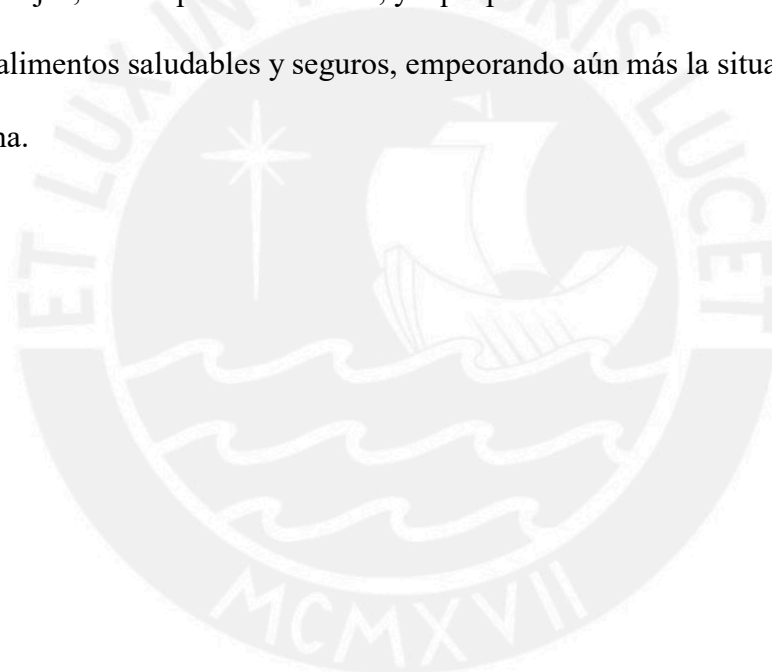 alimentos saludables y seguros, empeorando aún más la situa
na.
ET LUX IN TENEBRIS LUCET
MCMXVII